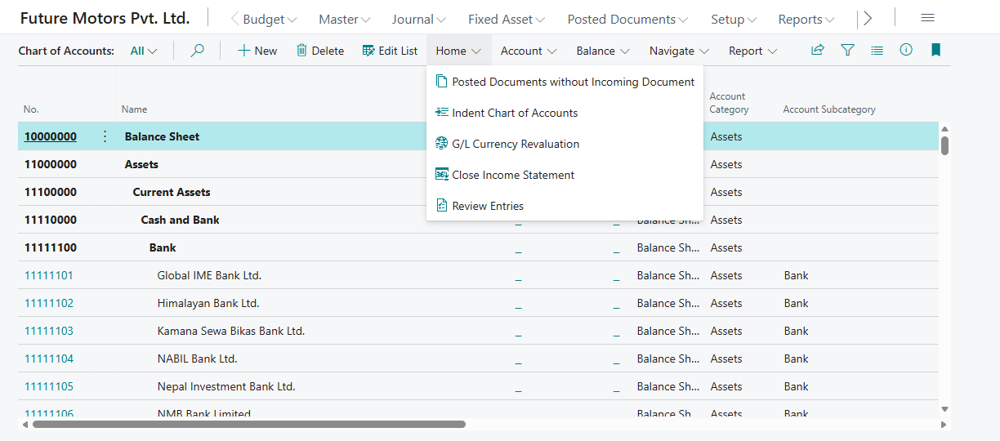 Future Motors Pvt. Ltd. Budget Master Journal Fixed Asset Posted Documents Setup Reports
Chart of Accounts: All New Delete Edit List Home Account Balance Navigate Report
Posted Documents without Incoming Document
Indent Chart of Accounts
G/L Currency Revaluation
Close Income Statement
Review Entries
No. Name Account Category Account Subcategory
10000000 Balance Sheet Assets
11000000 Assets Assets
11100000 Current Assets Assets
11110000 Cash and Bank _ _ Balance Sh... Assets
11111100 Bank _ _ Balance Sh... Assets
11111101 Global IME Bank Ltd. _ _ Balance Sh... Assets Bank
11111102 Himalayan Bank Ltd. _ _ Balance Sh... Assets Bank
11111103 Kamana Sewa Bikas Bank Ltd. _ _ Balance Sh... Assets Bank
11111104 NABIL Bank Ltd. _ _ Balance Sh... Assets Bank
11111105 Nepal Investment Bank Ltd. _ _ Balance Sh... Assets Bank
11111106 NMB Bank Limited Balance Sh... Assets Bank